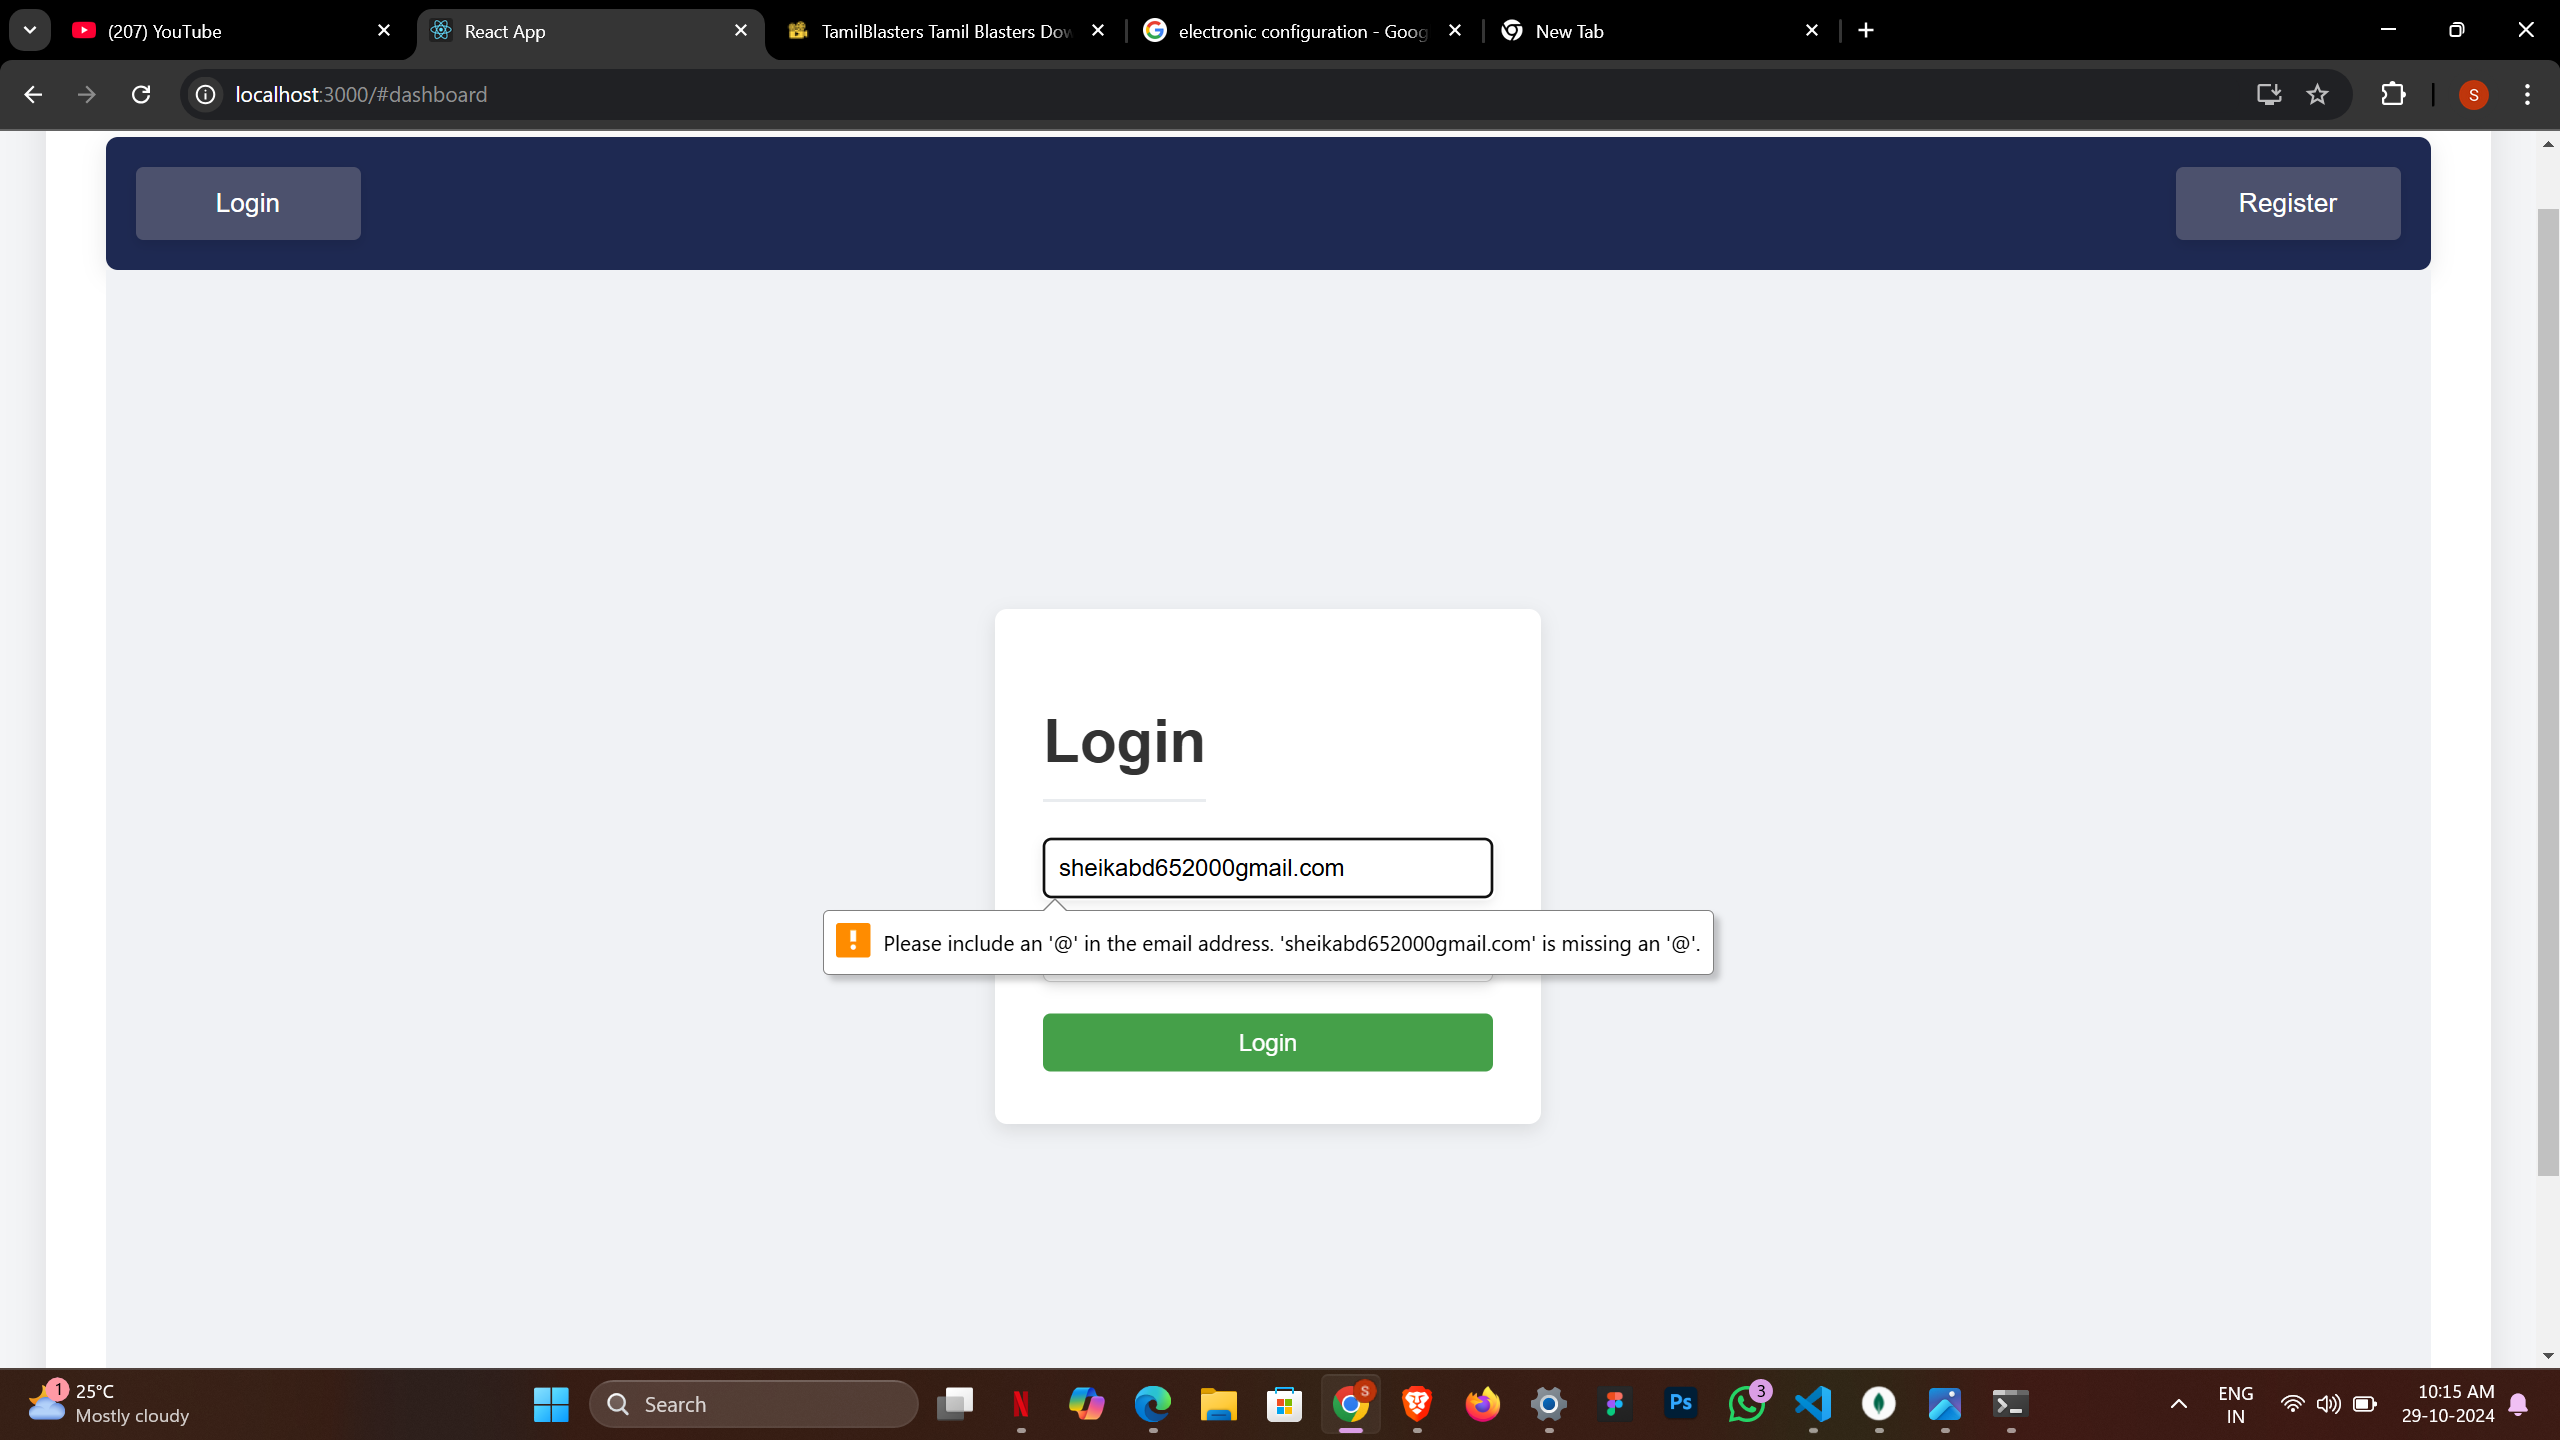 (207) YouTube
React App
TamilBlasters Tamil Blasters Dow
electronic configuration - Goog
New Tab
localhost:3000/#dashboard
S
Login
Register
Login
sheikabd652000gmail.com
Please include an '@' in the email address. 'sheikabd652000gmail.com' is missing an '@'.
Login
1
25°C
Mostly cloudy
Search
S
Ps
3
ENG
IN
10:15 AM
29-10-2024